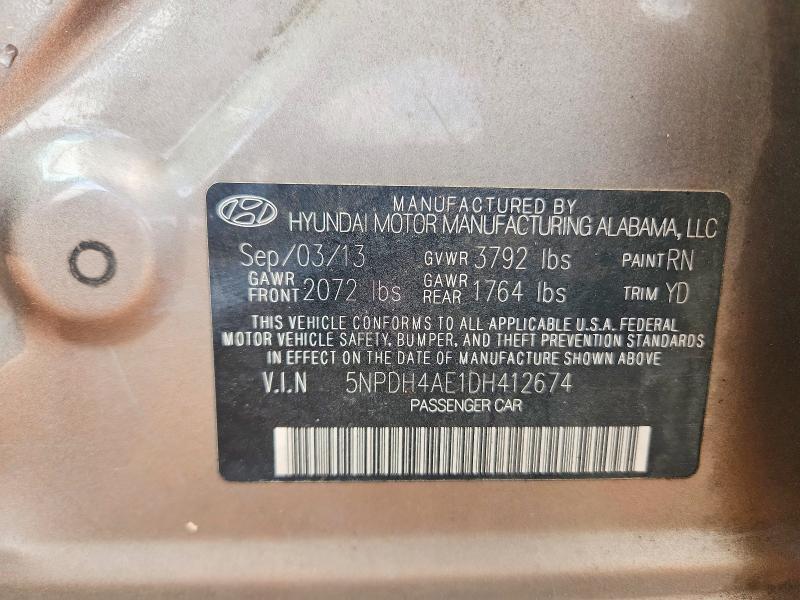 MANUFACTURED BY
HYUNDAI MOTOR MANUFACTURING ALABAMA, LLC
Sep/03/13 GVWR 3792 lbs PAINT RN
GAWR FRONT 2072 lbs GAWR REAR 1764 lbs TRIM YD
THIS VEHICLE CONFORMS TO ALL APPLICABLE U.S.A. FEDERAL
MOTOR VEHICLE SAFETY, BUMPER, AND THEFT PREVENTION STANDARDS
IN EFFECT ON THE DATE OF MANUFACTURE SHOWN ABOVE
V.I.N 5NPDH4AE1DH412674
PASSENGER CAR